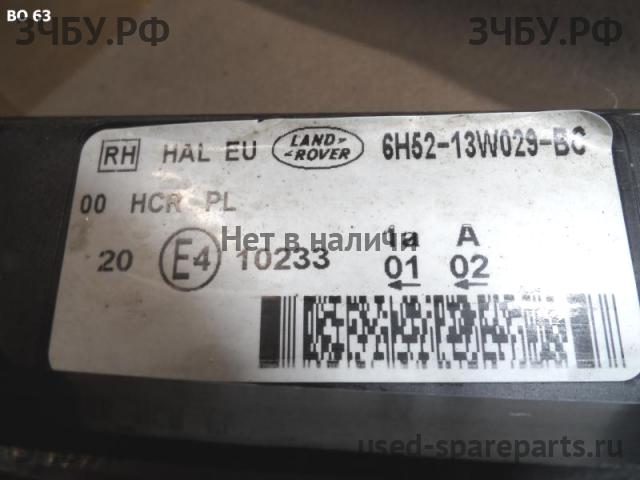 BO 63
ЗЧБУ.РФ ЗЧБУ.РФ
RH HAL EU LAND ROVER 6H52-13W029-BC
00 HCR PL
Нет в наличии
20 E4 10233 1a A
01 02
used-spareparts.ru